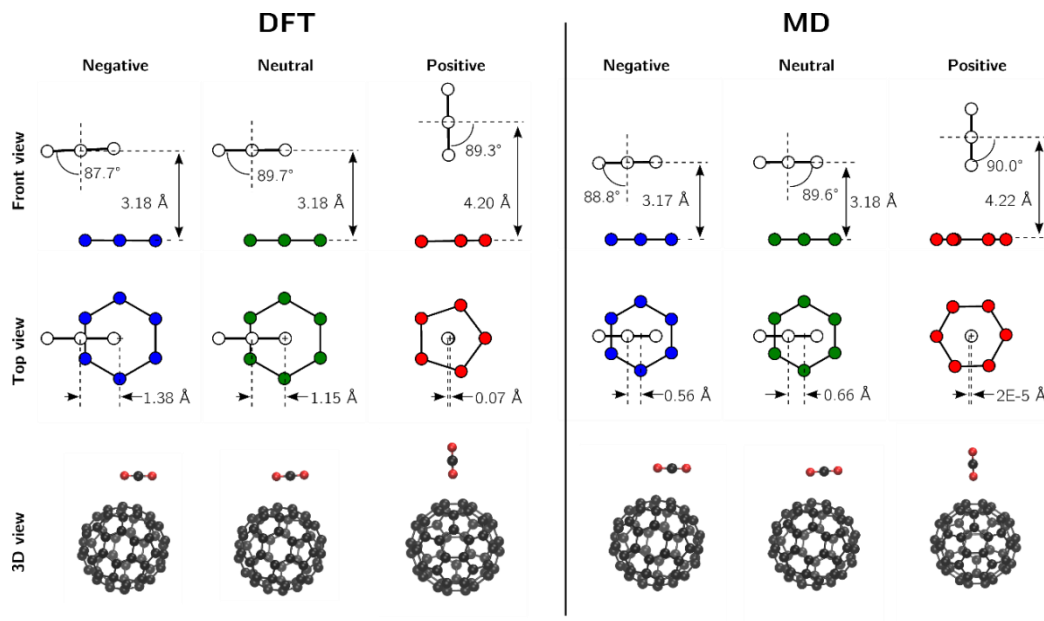 DFT
MD
Negative
Neutral
Positive
Negative
Neutral
Positive
Front view
87.7°
3.18 Å
89.7°
3.18 Å
89.3°
4.20 Å
88.8°
3.17 Å
89.6°
3.18 Å
90.0°
4.22 Å
Top view
1.38 Å
1.15 Å
0.07 Å
0.56 Å
0.66 Å
2E-5 Å
3D view